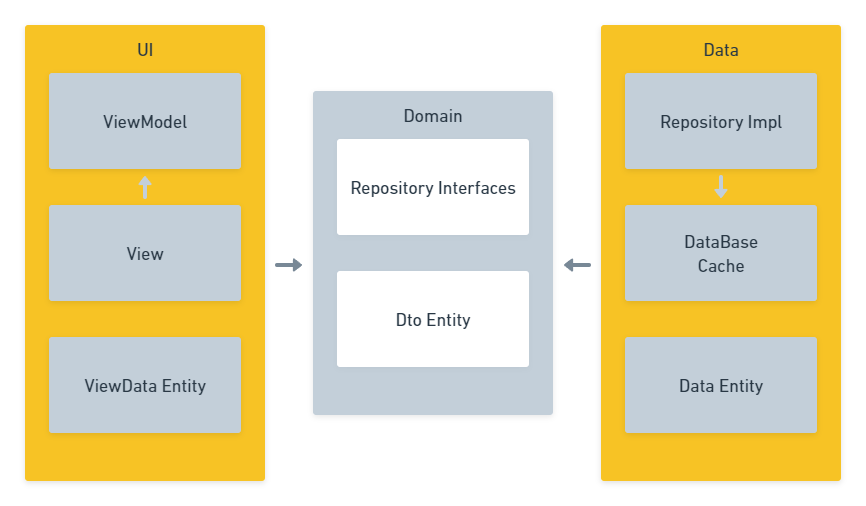 UI
ViewModel
View
ViewData Entity
Domain
Repository Interfaces
Dto Entity
Data
Repository Impl
DataBase
Cache
Data Entity